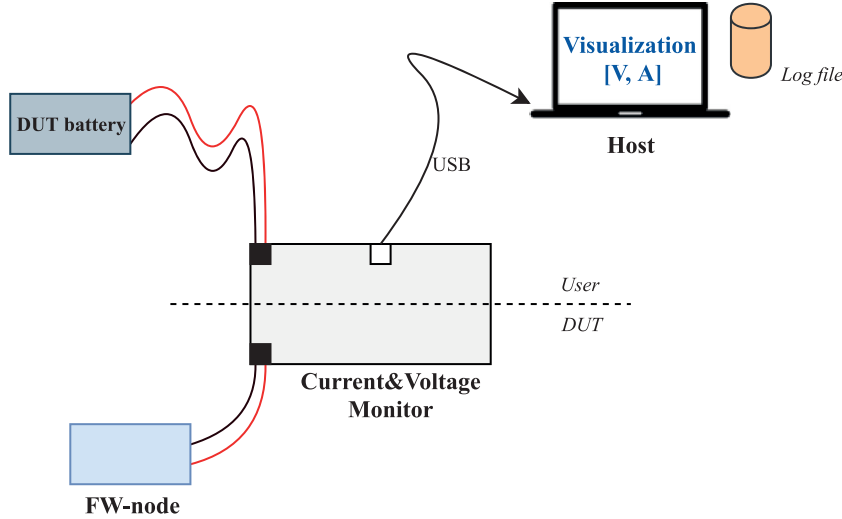 Visualization
[V, A]
Log file
DUT battery
Host
USB
User
DUT
Current&Voltage
Monitor
FW-node